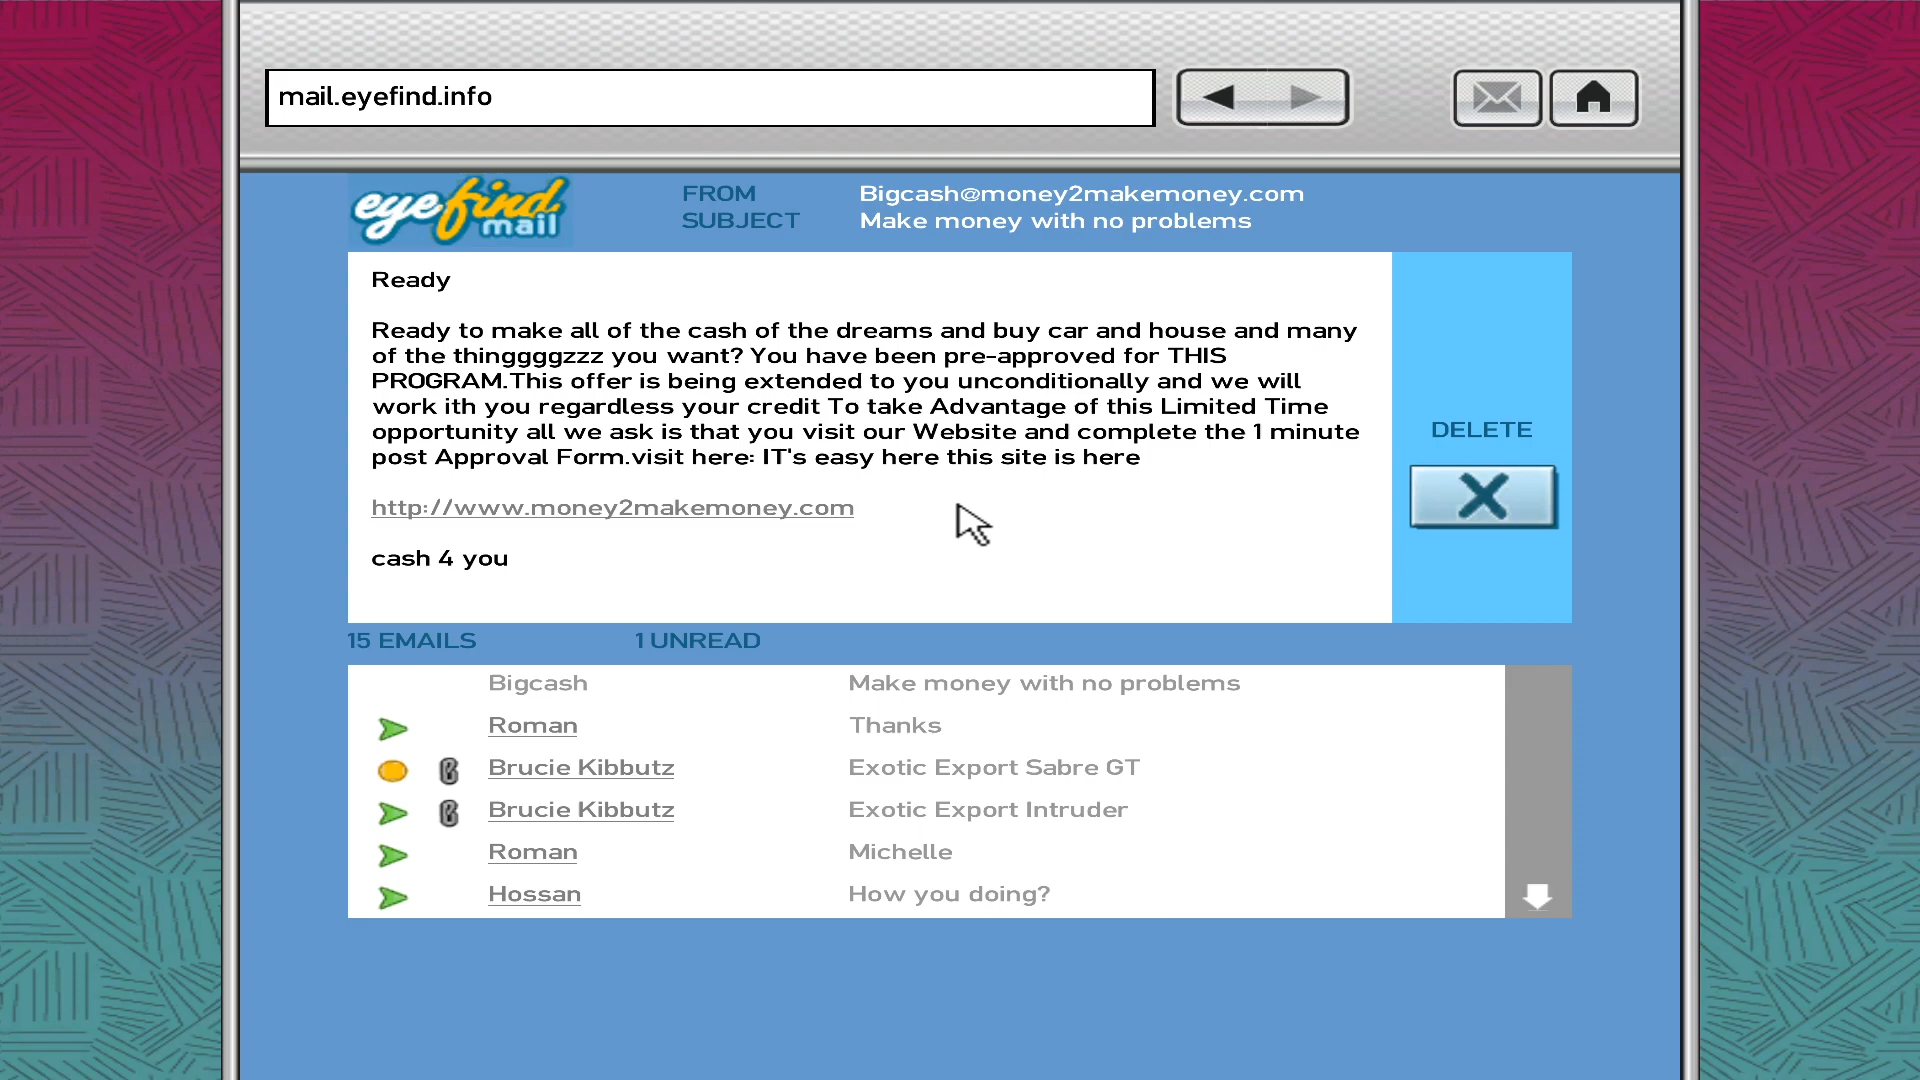 mail.eyefind.info
eyefind mail
FROM Bigcash@money2makemoney.com
SUBJECT Make money with no problems
Ready
Ready to make all of the cash of the dreams and buy car and house and many
of the thinggggzzz you want? You have been pre-approved for THIS
PROGRAM.This offer is being extended to you unconditionally and we will
work ith you regardless your credit To take Advantage of this Limited Time
opportunity all we ask is that you visit our Website and complete the 1 minute
post Approval Form.visit here: IT's easy here this site is here
http://www.money2makemoney.com
cash 4 you
DELETE
15 EMAILS 1 UNREAD
Bigcash Make money with no problems
Roman Thanks
Brucie Kibbutz Exotic Export Sabre GT
Brucie Kibbutz Exotic Export Intruder
Roman Michelle
Hossan How you doing?